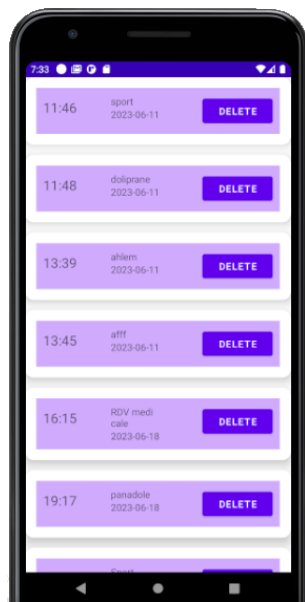 7:33
11:46
sport
2023-06-11
DELETE
11:48
doliprane
2023-06-11
DELETE
13:39
ahlem
2023-06-11
DELETE
13:45
afff
2023-06-11
DELETE
16:15
RDV medi
cale
2023-06-18
DELETE
19:17
panadole
2023-06-18
DELETE